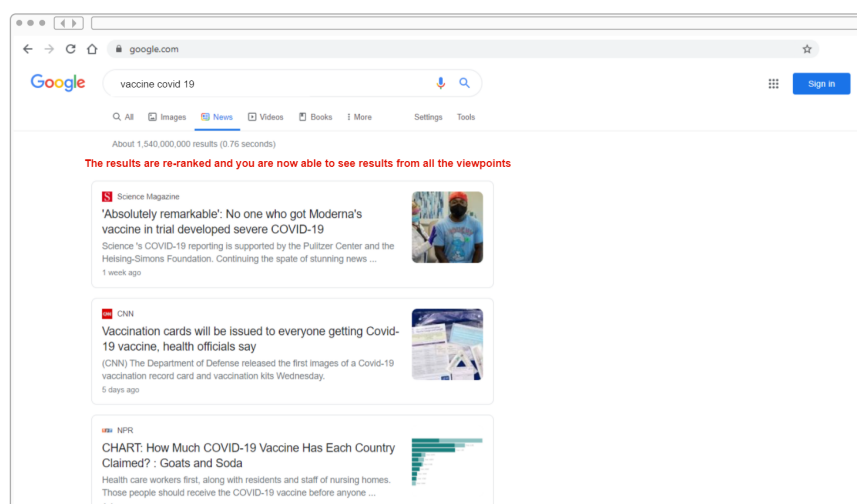 google.com
Google
vaccine covid 19
Sign in
All Images News Videos Books More Settings Tools
About 1,540,000,000 results (0.76 seconds)
The results are re-ranked and you are now able to see results from all the viewpoints
S Science Magazine
'Absolutely remarkable': No one who got Moderna's
vaccine in trial developed severe COVID-19
Science 's COVID-19 reporting is supported by the Pulitzer Center and the
Heising-Simons Foundation. Continuing the spate of stunning news ...
1 week ago
CNN CNN
Vaccination cards will be issued to everyone getting Covid-
19 vaccine, health officials say
(CNN) The Department of Defense released the first images of a Covid-19
vaccination record card and vaccination kits Wednesday.
5 days ago
NPR
CHART: How Much COVID-19 Vaccine Has Each Country
Claimed? : Goats and Soda
Health care workers first, along with residents and staff of nursing homes.
Those people should receive the COVID-19 vaccine before anyone ...